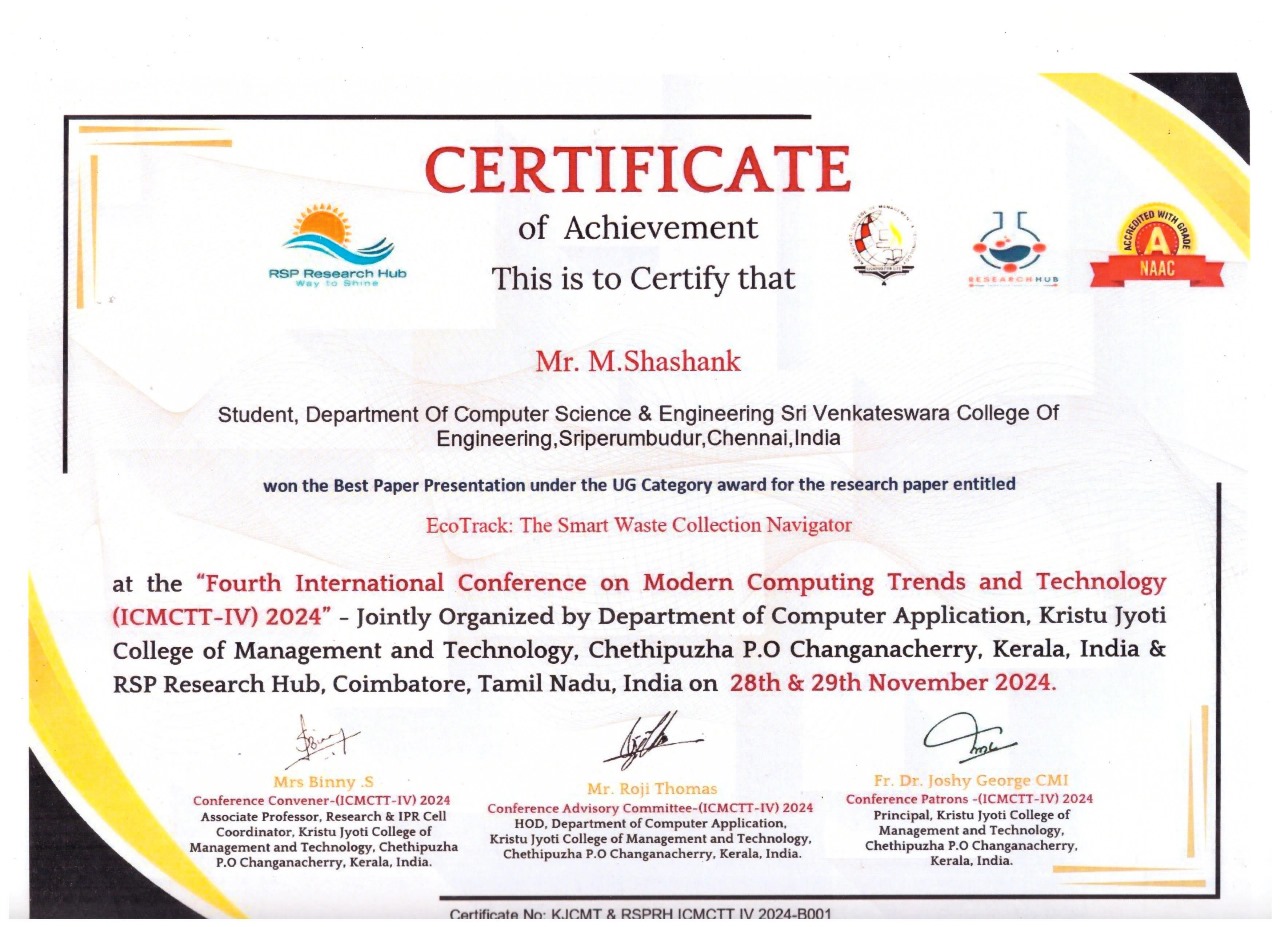 CERTIFICATE
of Achievement
This is to Certify that
RSP Research Hub
Way to Shine
RESEARCH HUB
ACCREDITED WITH GRADE
A
NAAC
Mr. M.Shashank
Student, Department Of Computer Science & Engineering Sri Venkateswara College Of
Engineering,Sriperumbudur,Chennai,India
won the Best Paper Presentation under the UG Category award for the research paper entitled
EcoTrack: The Smart Waste Collection Navigator
at the “Fourth International Conference on Modern Computing Trends and Technology
(ICMCTT-IV) 2024” - Jointly Organized by Department of Computer Application, Kristu Jyoti
College of Management and Technology, Chethipuzha P.O Changanacherry, Kerala, India &
RSP Research Hub, Coimbatore, Tamil Nadu, India on 28th & 29th November 2024.
Mrs Binny .S
Conference Convener-(ICMCTT-IV) 2024
Associate Professor, Research & IPR Cell
Coordinator, Kristu Jyoti College of
Management and Technology, Chethipuzha
P.O Changanacherry, Kerala, India.
Mr. Roji Thomas
Conference Advisory Committee-(ICMCTT-IV) 2024
HOD, Department of Computer Application,
Kristu Jyoti College of Management and Technology,
Chethipuzha P.O Changanacherry, Kerala, India.
Fr. Dr. Joshy George CMI
Conference Patrons -(ICMCTT-IV) 2024
Principal, Kristu Jyoti College of
Management and Technology,
Chethipuzha P.O Changanacherry,
Kerala, India.
Certificate No: KJCMT & RSPRH ICMCTT IV 2024-B001